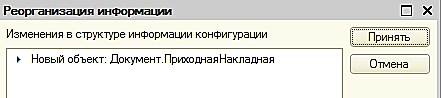 Реорганизация информации
Изменения в структуре информации конфигурации
Принять
Новый объект: Документ.ПриходнаяНакладная
Отмена